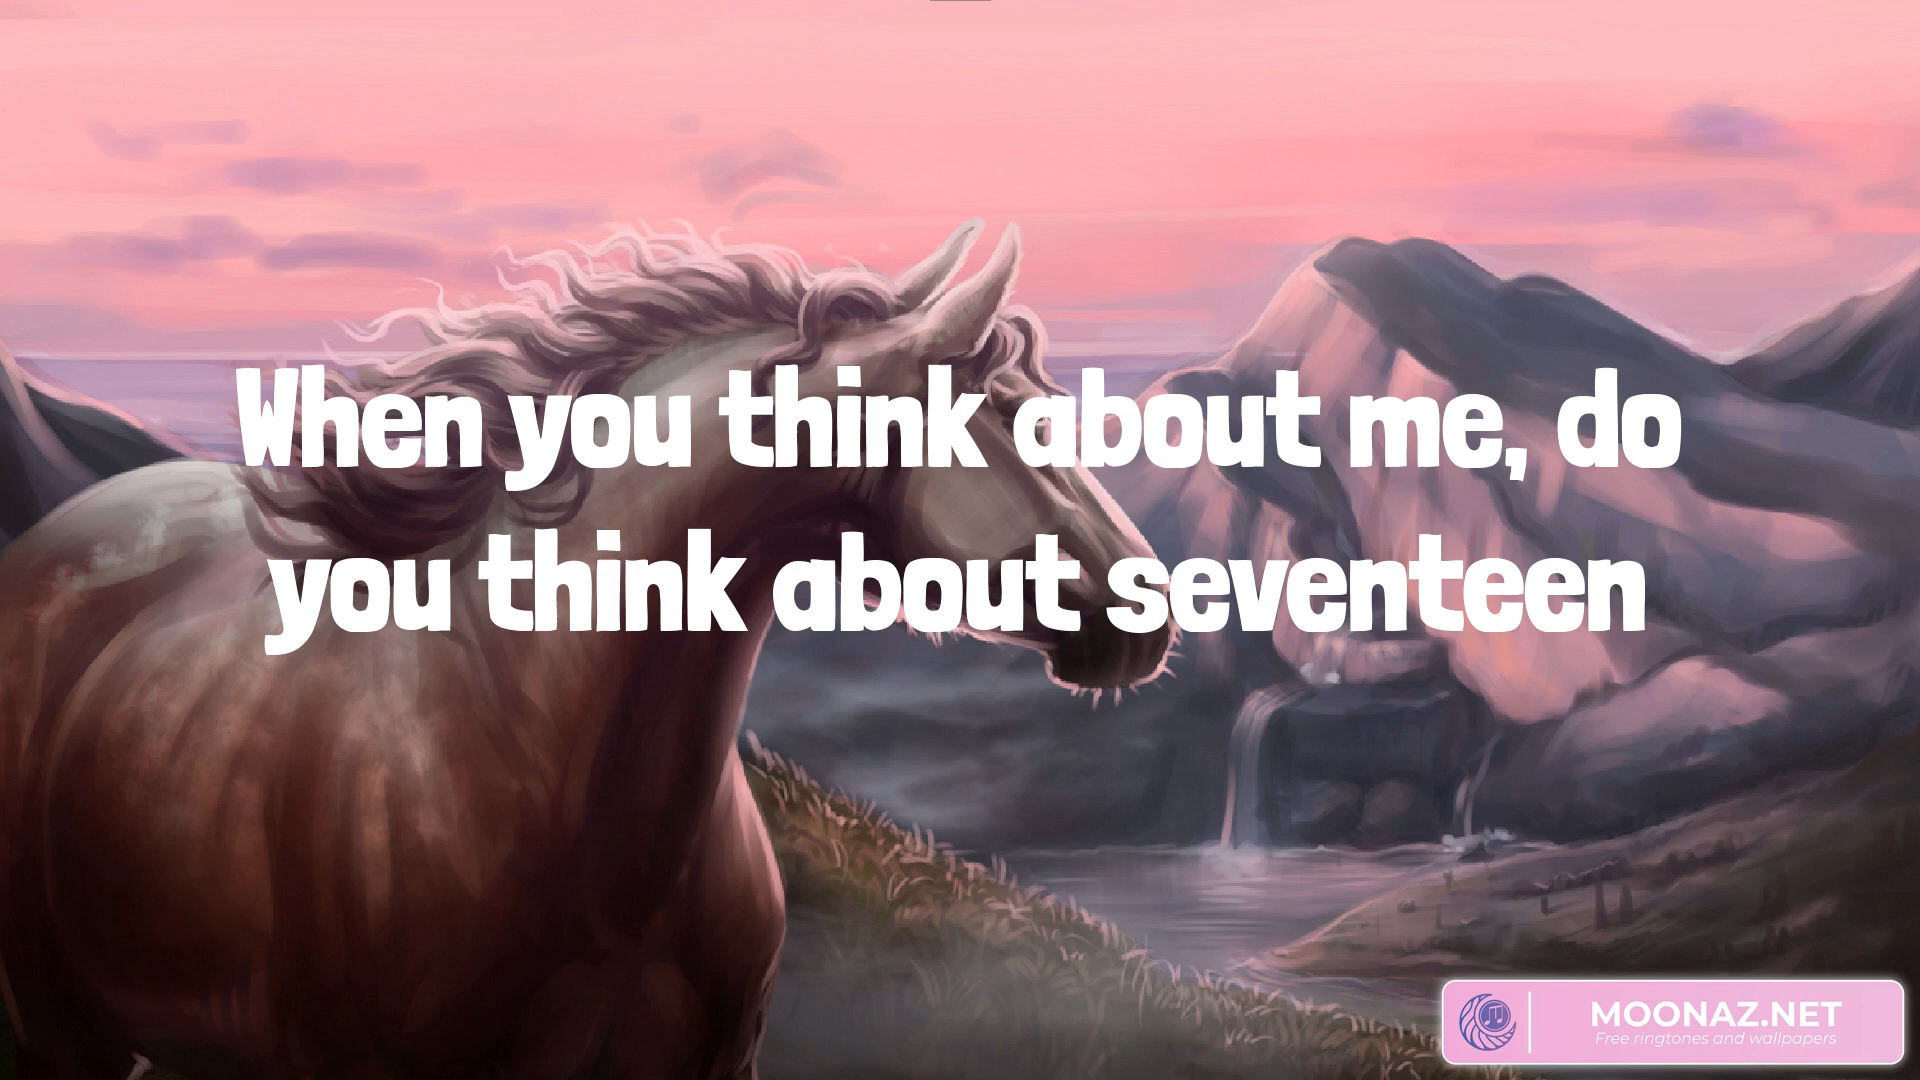 When you think about me, do
you think about seventeen
MOONAZ.NET
Free ringtones and wallpapers